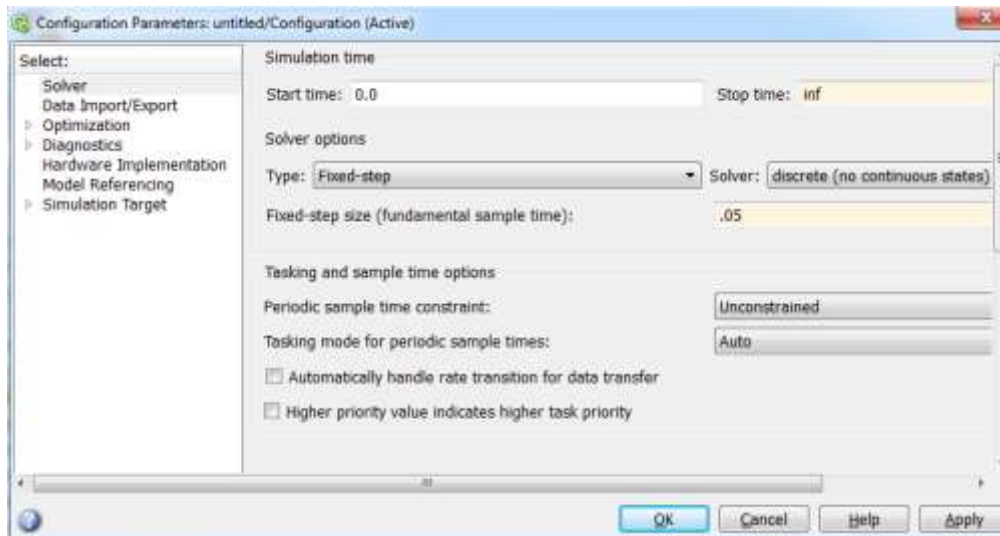 Configuration Parameters: untitled/Configuration (Active)
Select:
Solver
Data Import/Export
Optimization
Diagnostics
Hardware Implementation
Model Referencing
Simulation Target
Simulation time
Start time: 0.0 Stop time: inf
Solver options
Type: Fixed-step Solver: discrete (no continuous states)
Fixed-step size (fundamental sample time): .05
Tasking and sample time options
Periodic sample time constraint: Unconstrained
Tasking mode for periodic sample times: Auto
Automatically handle rate transition for data transfer
Higher priority value indicates higher task priority
OK Cancel Help Apply